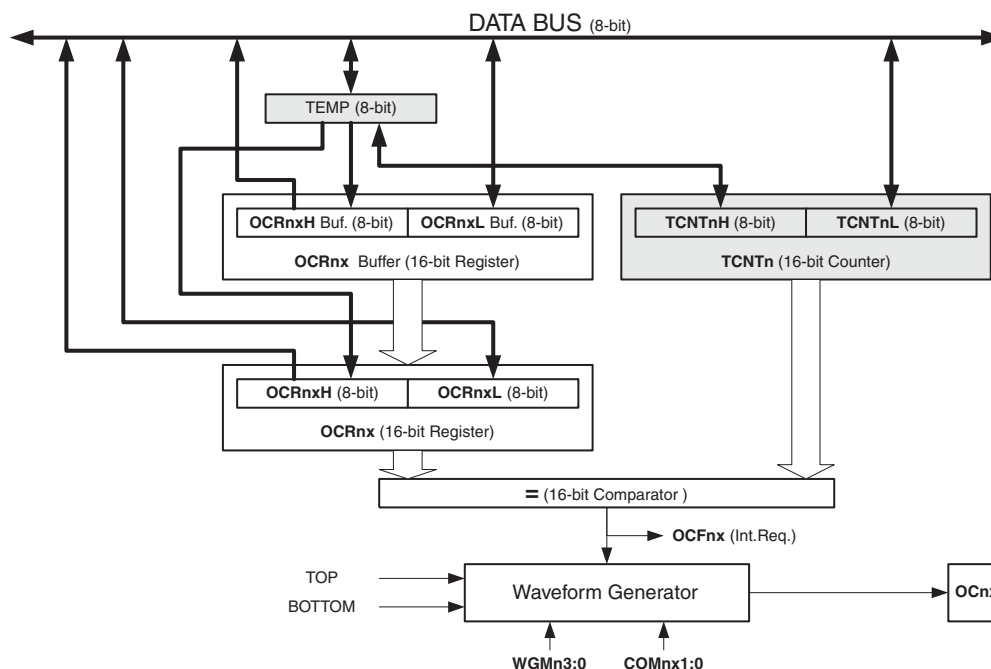 DATA BUS (8-bit)
TEMP (8-bit)
OCRnxH Buf. (8-bit) OCRnxL Buf. (8-bit)
OCRnx Buffer (16-bit Register)
TCNTnH (8-bit) TCNTnL (8-bit)
TCNTn (16-bit Counter)
OCRnxH (8-bit) OCRnxL (8-bit)
OCRnx (16-bit Register)
= (16-bit Comparator )
OCFnx (Int.Req.)
TOP
BOTTOM
Waveform Generator
OCnx
WGMn3:0 COMnx1:0